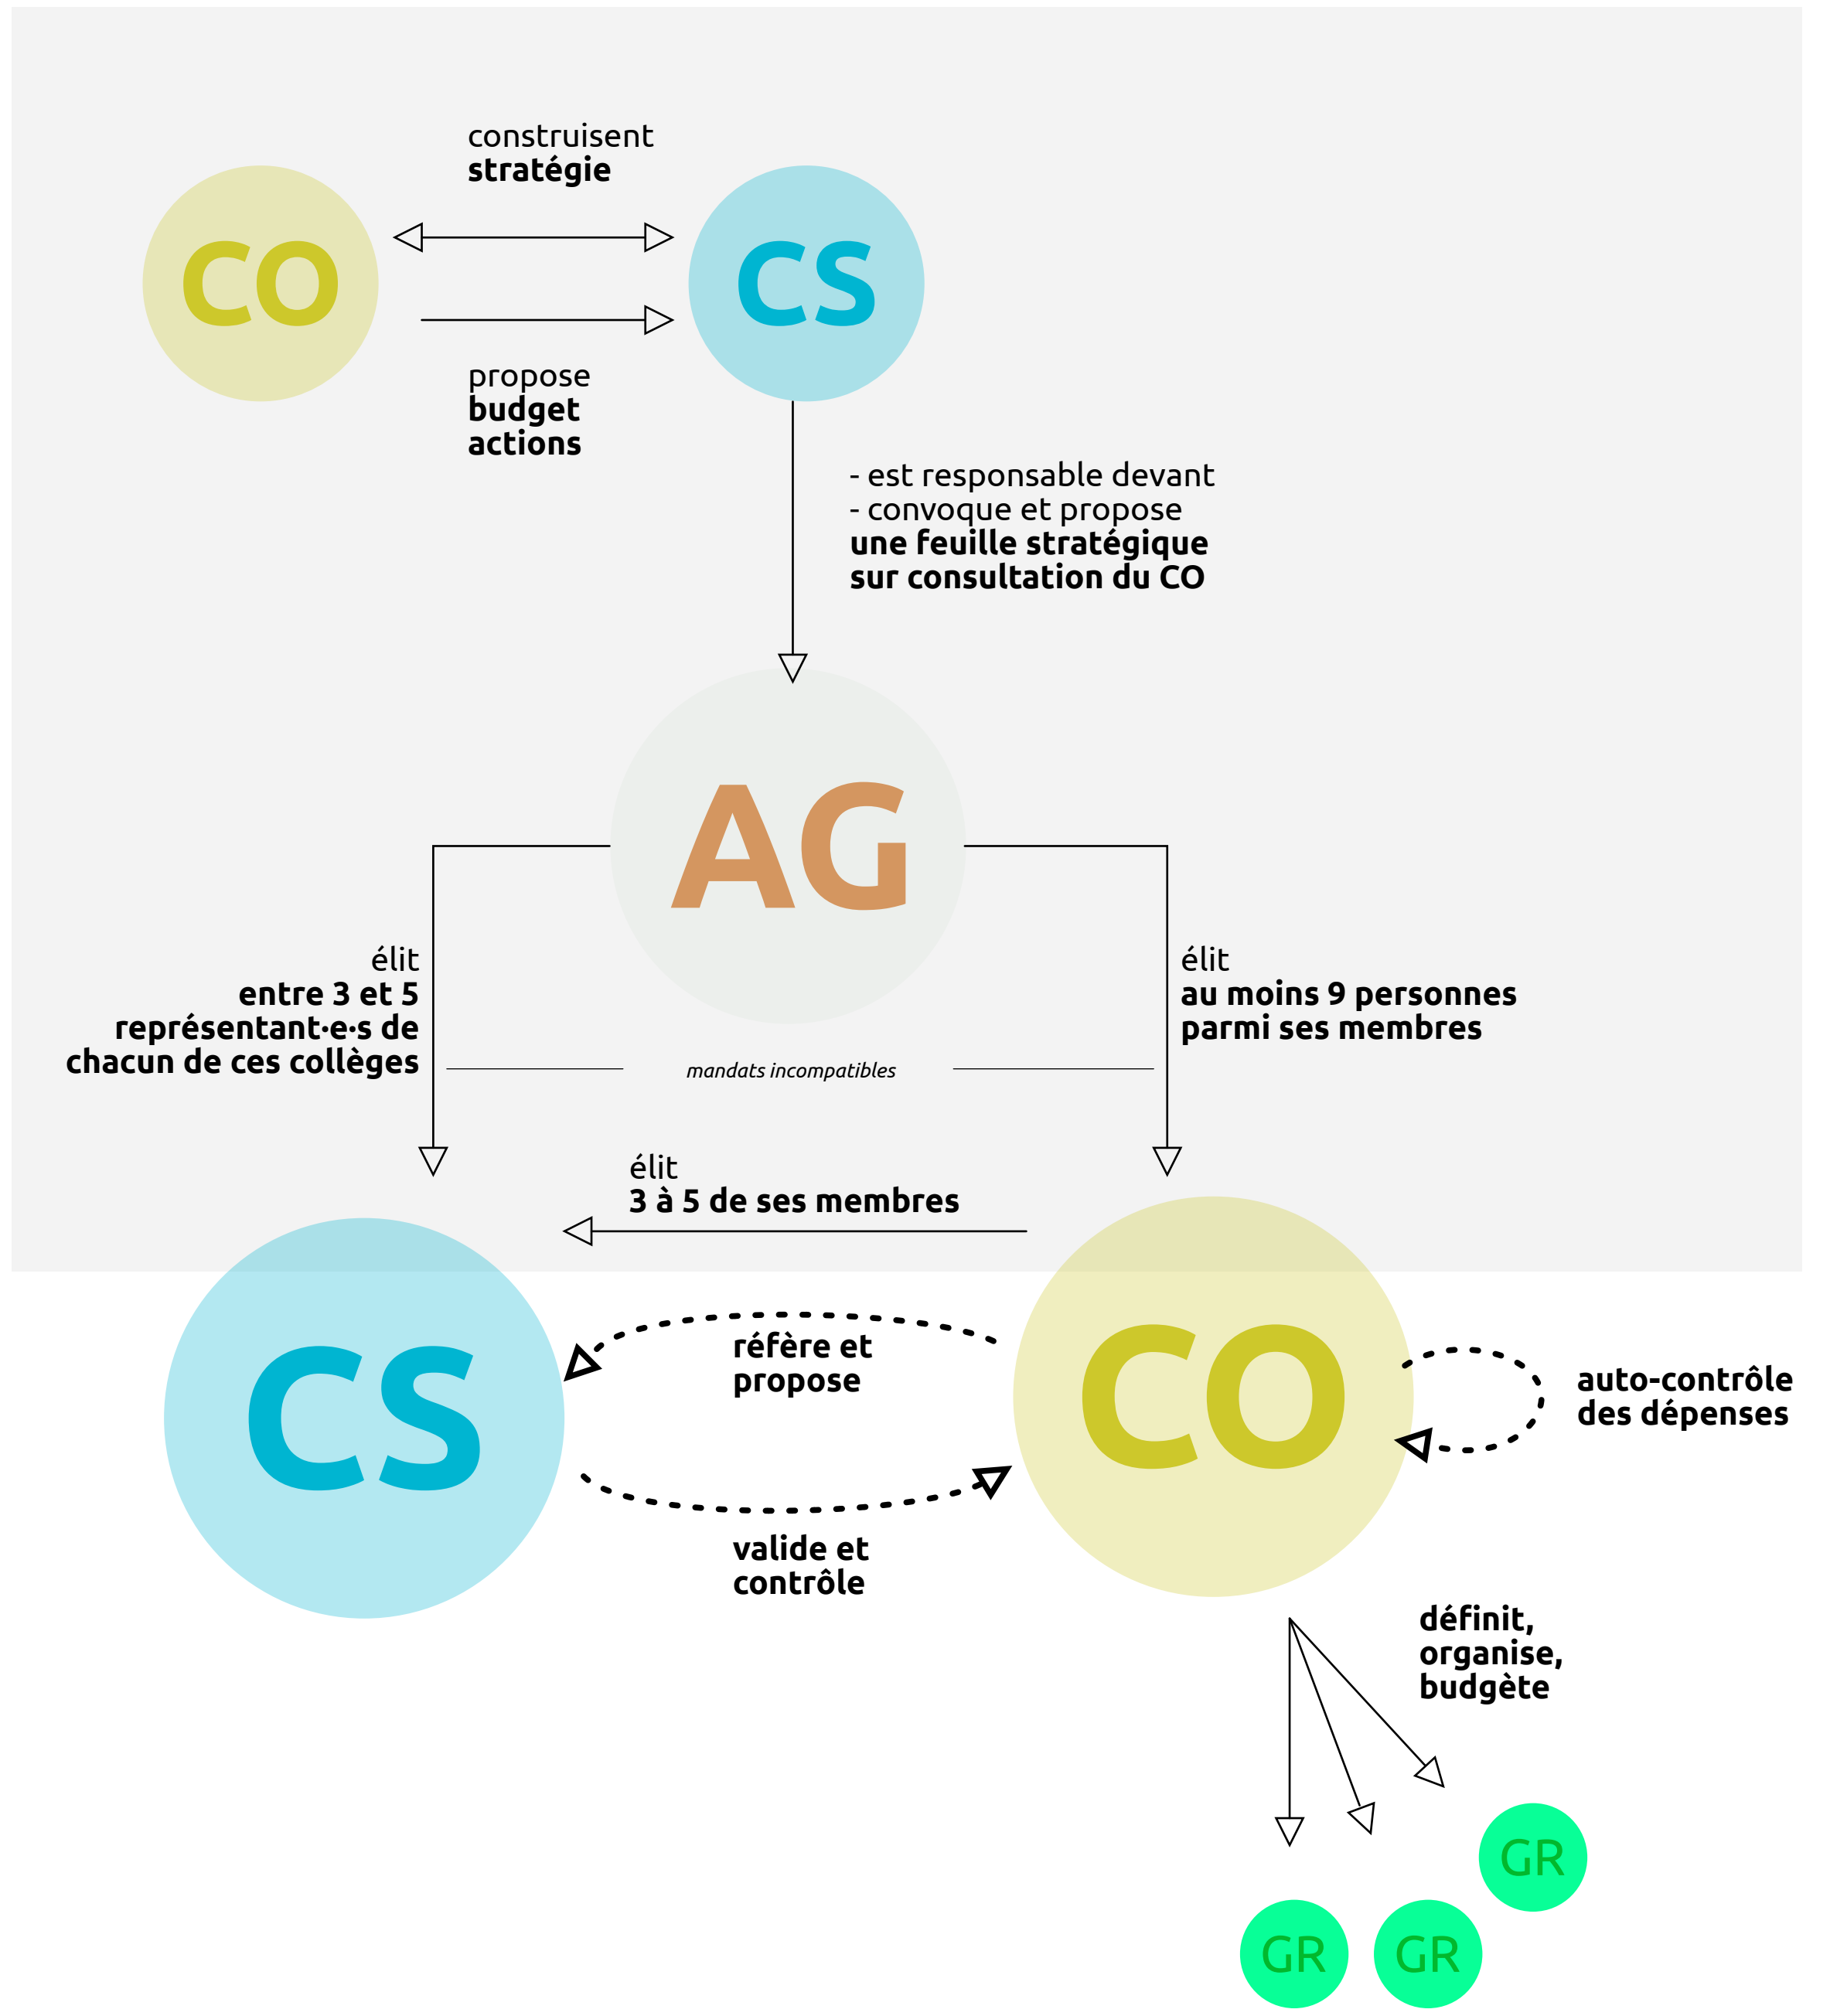 construisent
stratégie
CO
CS
propose
budget
actions
- est responsable devant
- convoque et propose
une feuille stratégique
sur consultation du CO
AG
élit
entre 3 et 5
représentant·e·s de
chacun de ces collèges
élit
au moins 9 personnes
parmi ses membres
mandats incompatibles
élit
3 à 5 de ses membres
CS
réfère et
propose
CO
auto-contrôle
des dépenses
valide et
contrôle
définit,
organise,
budgète
GR
GR
GR